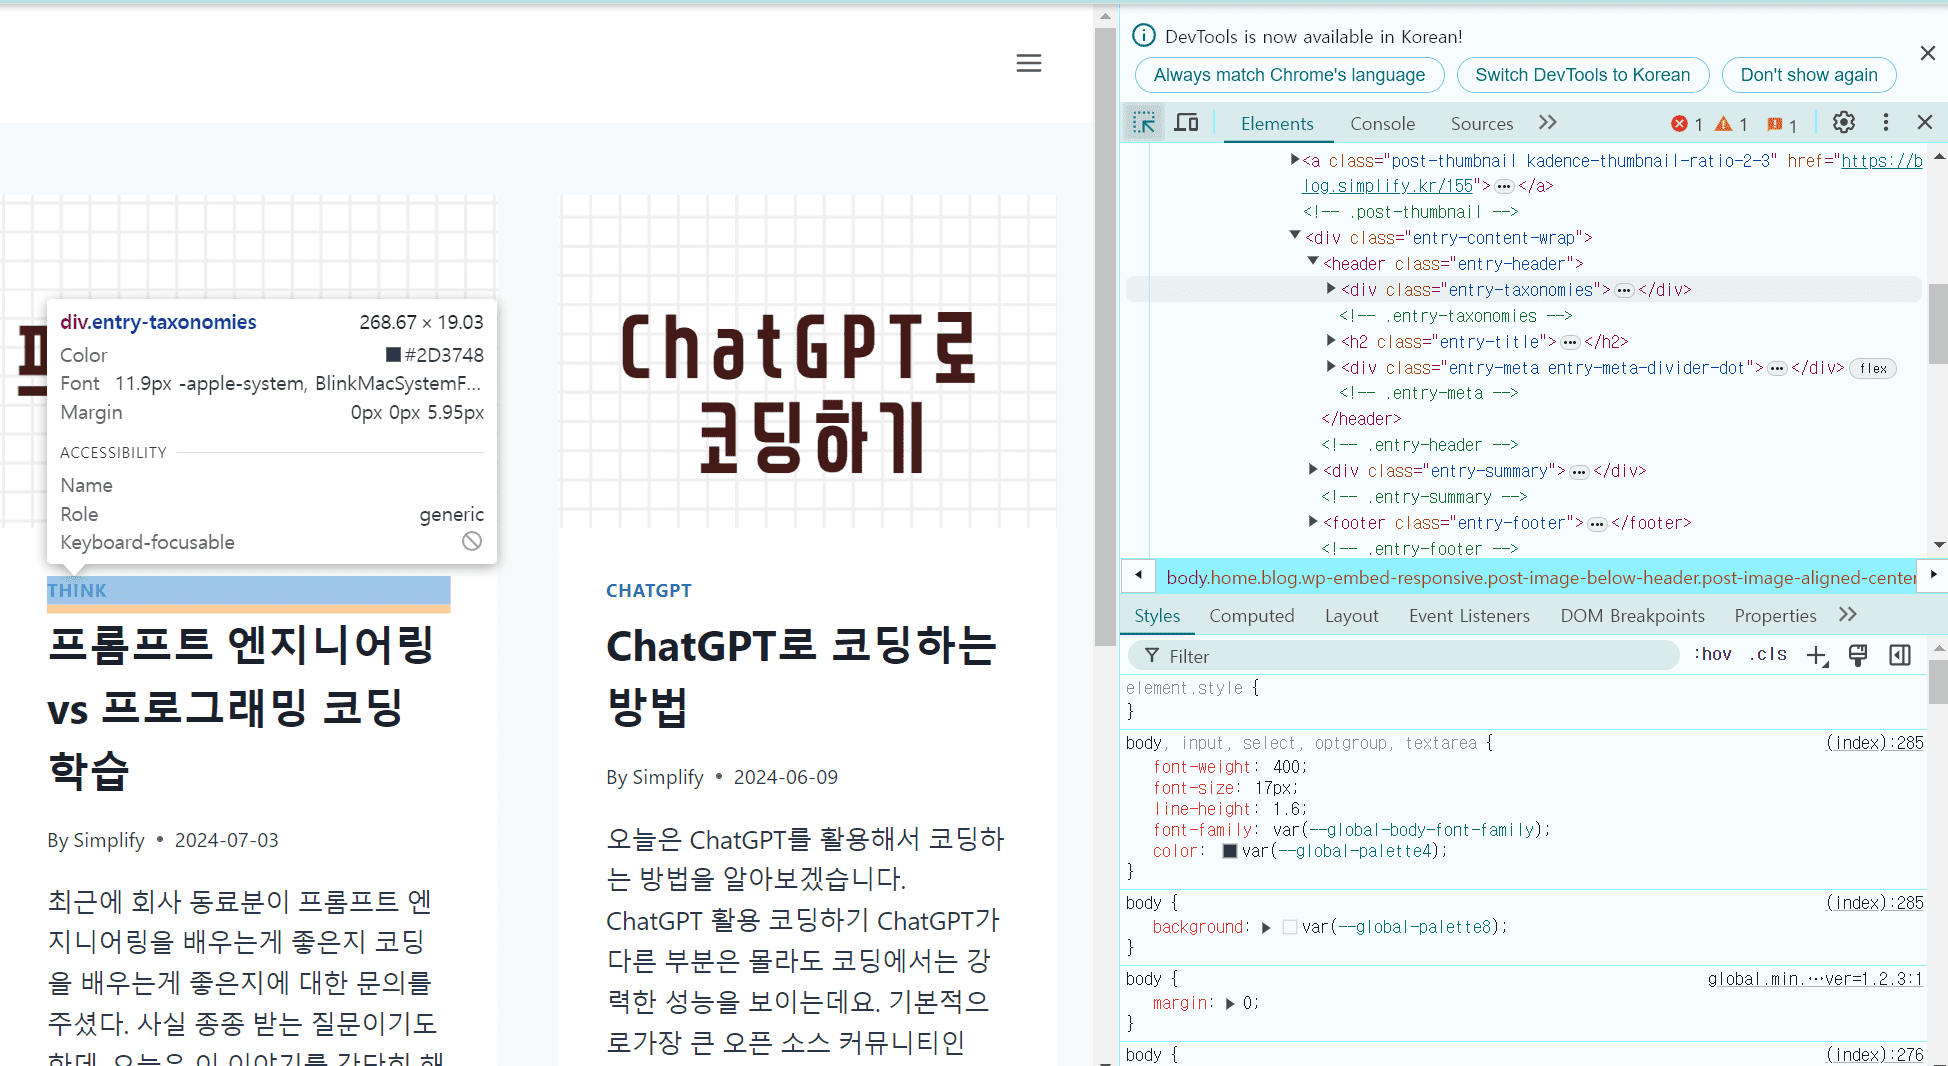 ChatGPT로
코딩하기
div.entry-taxonomies 268.67 × 19.03
Color #2D3748
Font 11.9px -apple-system, BlinkMacSystemF...
Margin 0px 0px 5.95px
ACCESSIBILITY
Name
Role generic
Keyboard-focusable
THINK
프롬프트 엔지니어링
vs 프로그래밍 코딩
학습
By Simplify • 2024-07-03
최근에 회사 동료분이 프롬프트 엔
지니어링을 배우는게 좋은지 코딩
을 배우는게 좋은지에 대한 문의를
주셨다. 사실 종종 받는 질문이기도
CHATGPT
ChatGPT로 코딩하는
방법
By Simplify • 2024-06-09
오늘은 ChatGPT를 활용해서 코딩하
는 방법을 알아보겠습니다.
ChatGPT 활용 코딩하기 ChatGPT가
다른 부분은 몰라도 코딩에서는 강
력한 성능을 보이는데요. 기본적으
로가장 큰 오픈 소스 커뮤니티인
DevTools is now available in Korean!
Always match Chrome's language Switch DevTools to Korean Don't show again
Elements Console Sources 1 1 1
<a class="post-thumbnail kadence-thumbnail-ratio-2-3" href="https://b
log.simplify.kr/155">…</a>
<!-- .post-thumbnail -->
<div class="entry-content-wrap">
<header class="entry-header">
<div class="entry-taxonomies">…</div>
<!-- .entry-taxonomies -->
<h2 class="entry-title">…</h2>
<div class="entry-meta entry-meta-divider-dot">…</div> flex
<!-- .entry-meta -->
</header>
<!-- .entry-header -->
<div class="entry-summary">…</div>
<!-- .entry-summary -->
<footer class="entry-footer">…</footer>
<!-- .entry-footer -->
body.home.blog.wp-embed-responsive.post-image-below-header.post-image-aligned-center
Styles Computed Layout Event Listeners DOM Breakpoints Properties
Filter :hov .cls
element.style {
}
body, input, select, optgroup, textarea { (index):285
font-weight: 400;
font-size: 17px;
line-height: 1.6;
font-family: var(--global-body-font-family);
color: var(--global-palette4);
}
body { (index):285
background: var(--global-palette8);
}
body { global.min.…ver=1.2.3:1
margin: 0;
}
body { (index):276